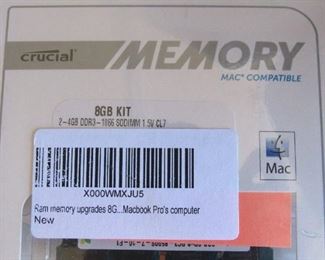 crucial
MEMORY
MAC® COMPATIBLE
8GB KIT
2-4GB DDR3-1066 SODIMM 1.5V CL7
X000WMXJU5
Ram memory upgrades 8G...Macbook Pro's computer
New
Mac